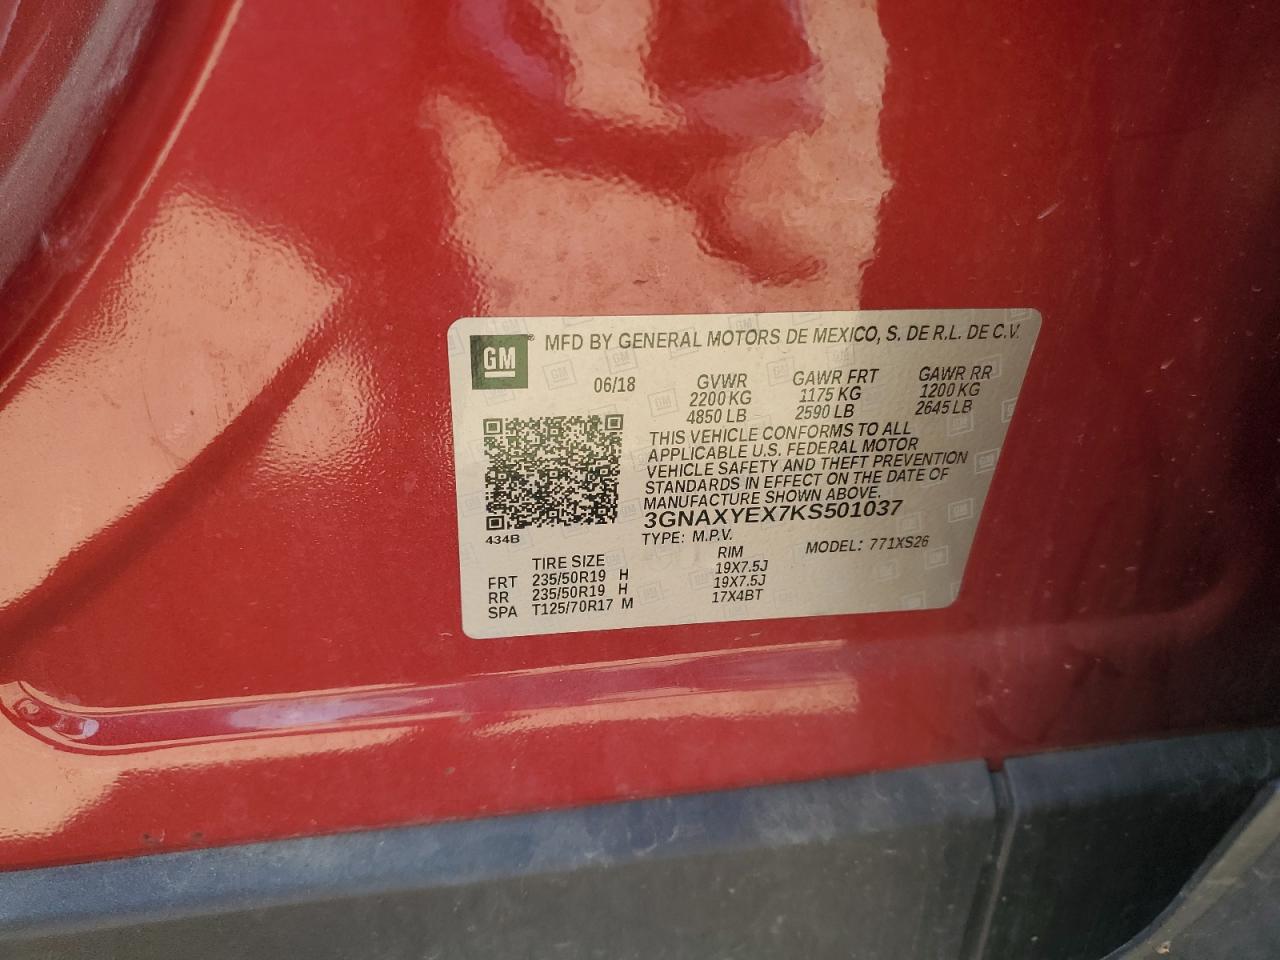 GM® MFD BY GENERAL MOTORS DE MEXICO, S. DE R.L. DE C.V.
06/18 GVWR GAWR FRT GAWR RR
2200 KG 1175 KG 1200 KG
4850 LB 2590 LB 2645 LB
THIS VEHICLE CONFORMS TO ALL
APPLICABLE U.S. FEDERAL MOTOR
VEHICLE SAFETY AND THEFT PREVENTION
STANDARDS IN EFFECT ON THE DATE OF
MANUFACTURE SHOWN ABOVE.
3GNAXYEX7KS501037
434B
TYPE: M.P.V. MODEL: 771XS26
TIRE SIZE RIM
FRT 235/50R19 H 19X7.5J
RR 235/50R19 H 19X7.5J
SPA T125/70R17 M 17X4BT